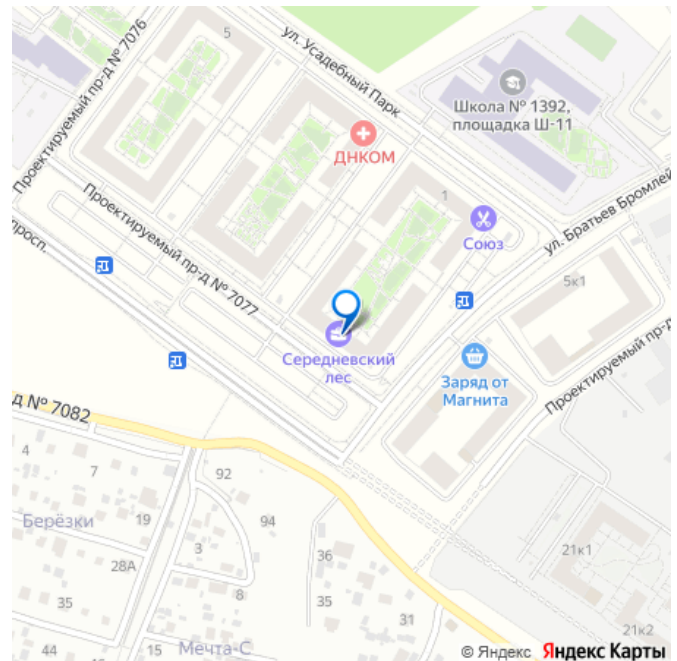 Проектируемый пр-д № 7076
5
ул. Усадебный Парк
Школа № 1392,
площадка Ш-11
ДНКОМ
1
Союз
ул. Братьев Бромлей
просп.
Проектируемый пр-д № 7077
5к1
Середневский
лес
Заряд от
Магнита
Проектируемый пр-д
д № 7082
4
7
92
Берёзки
19
94
3
36
21к1
28А
8
35
35
31
44
15
Мечта-С
21к2
© Яндекс Яндекс Карты